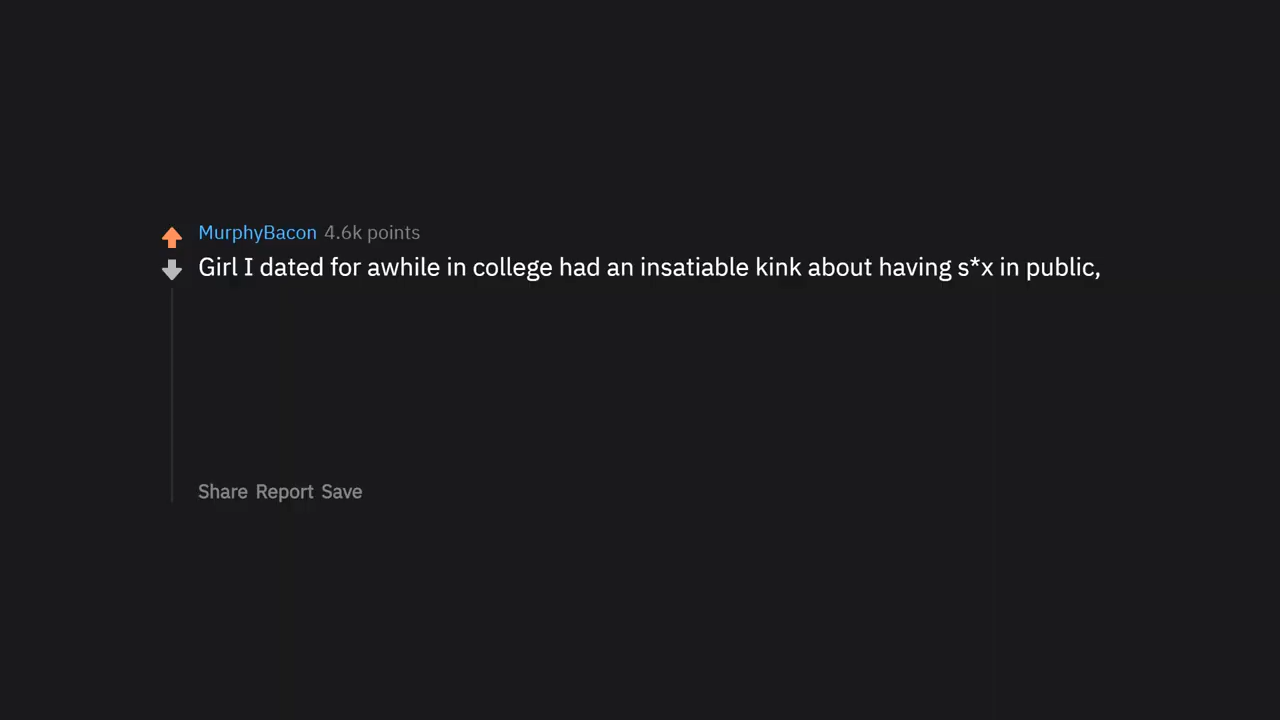 MurphyBacon 4.6k points
Girl I dated for awhile in college had an insatiable kink about having s*x in public,
Share Report Save